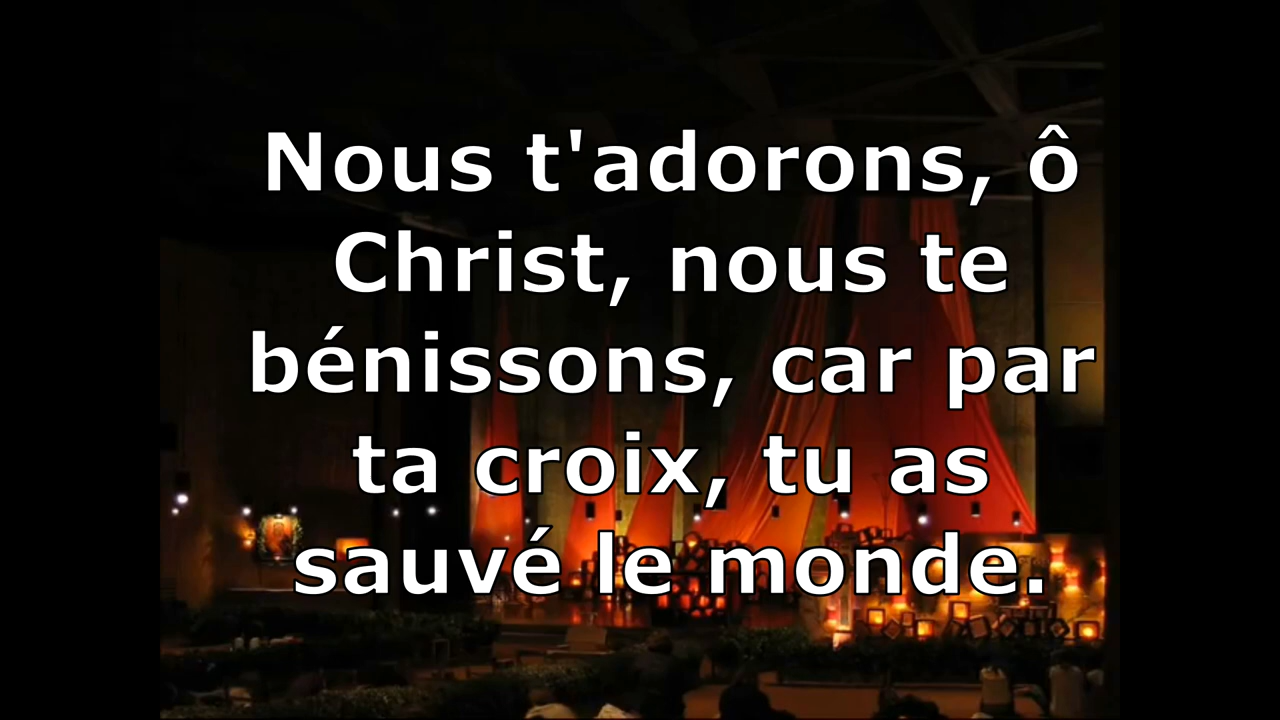 Nous t'adorons, ô
Christ, nous te
bénissons, car par
ta croix, tu as
sauvé le monde.